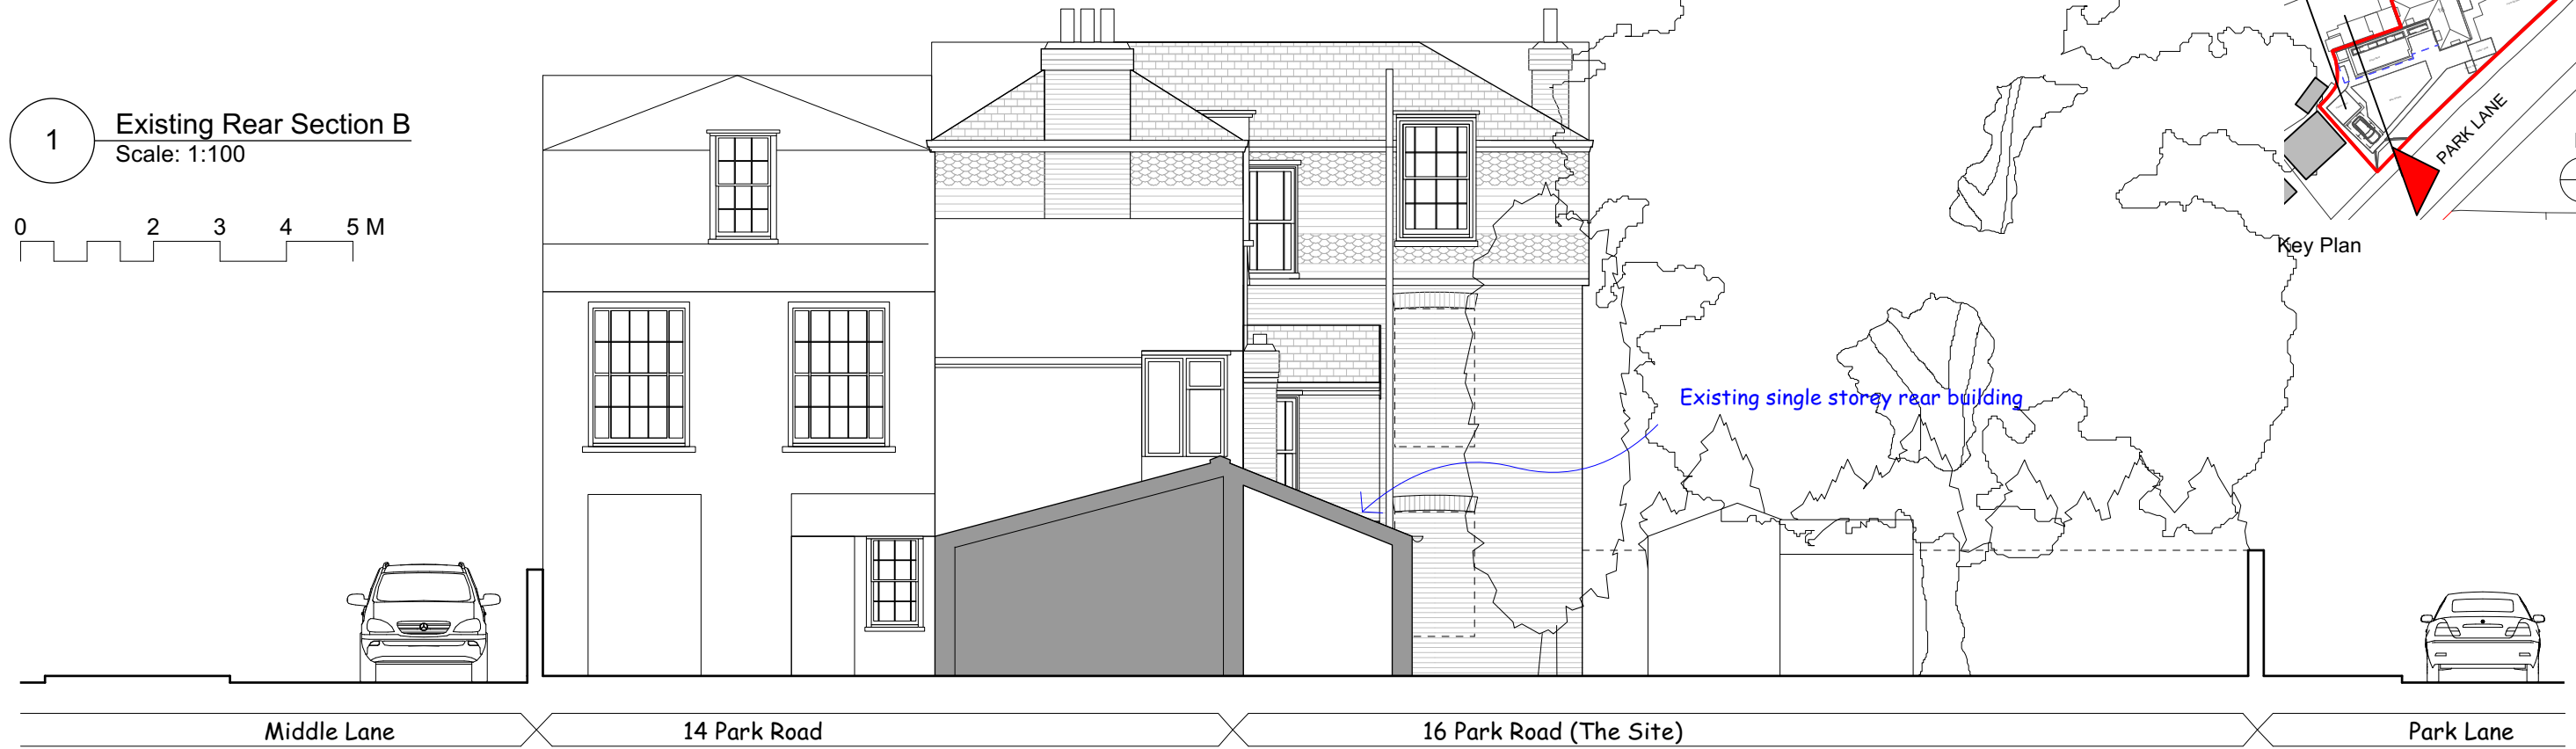 1
Existing Rear Section B
Scale: 1:100
0 2 3 4 5 M
PARK LANE
Key Plan
Existing single storey rear building
Middle Lane
14 Park Road
16 Park Road (The Site)
Park Lane